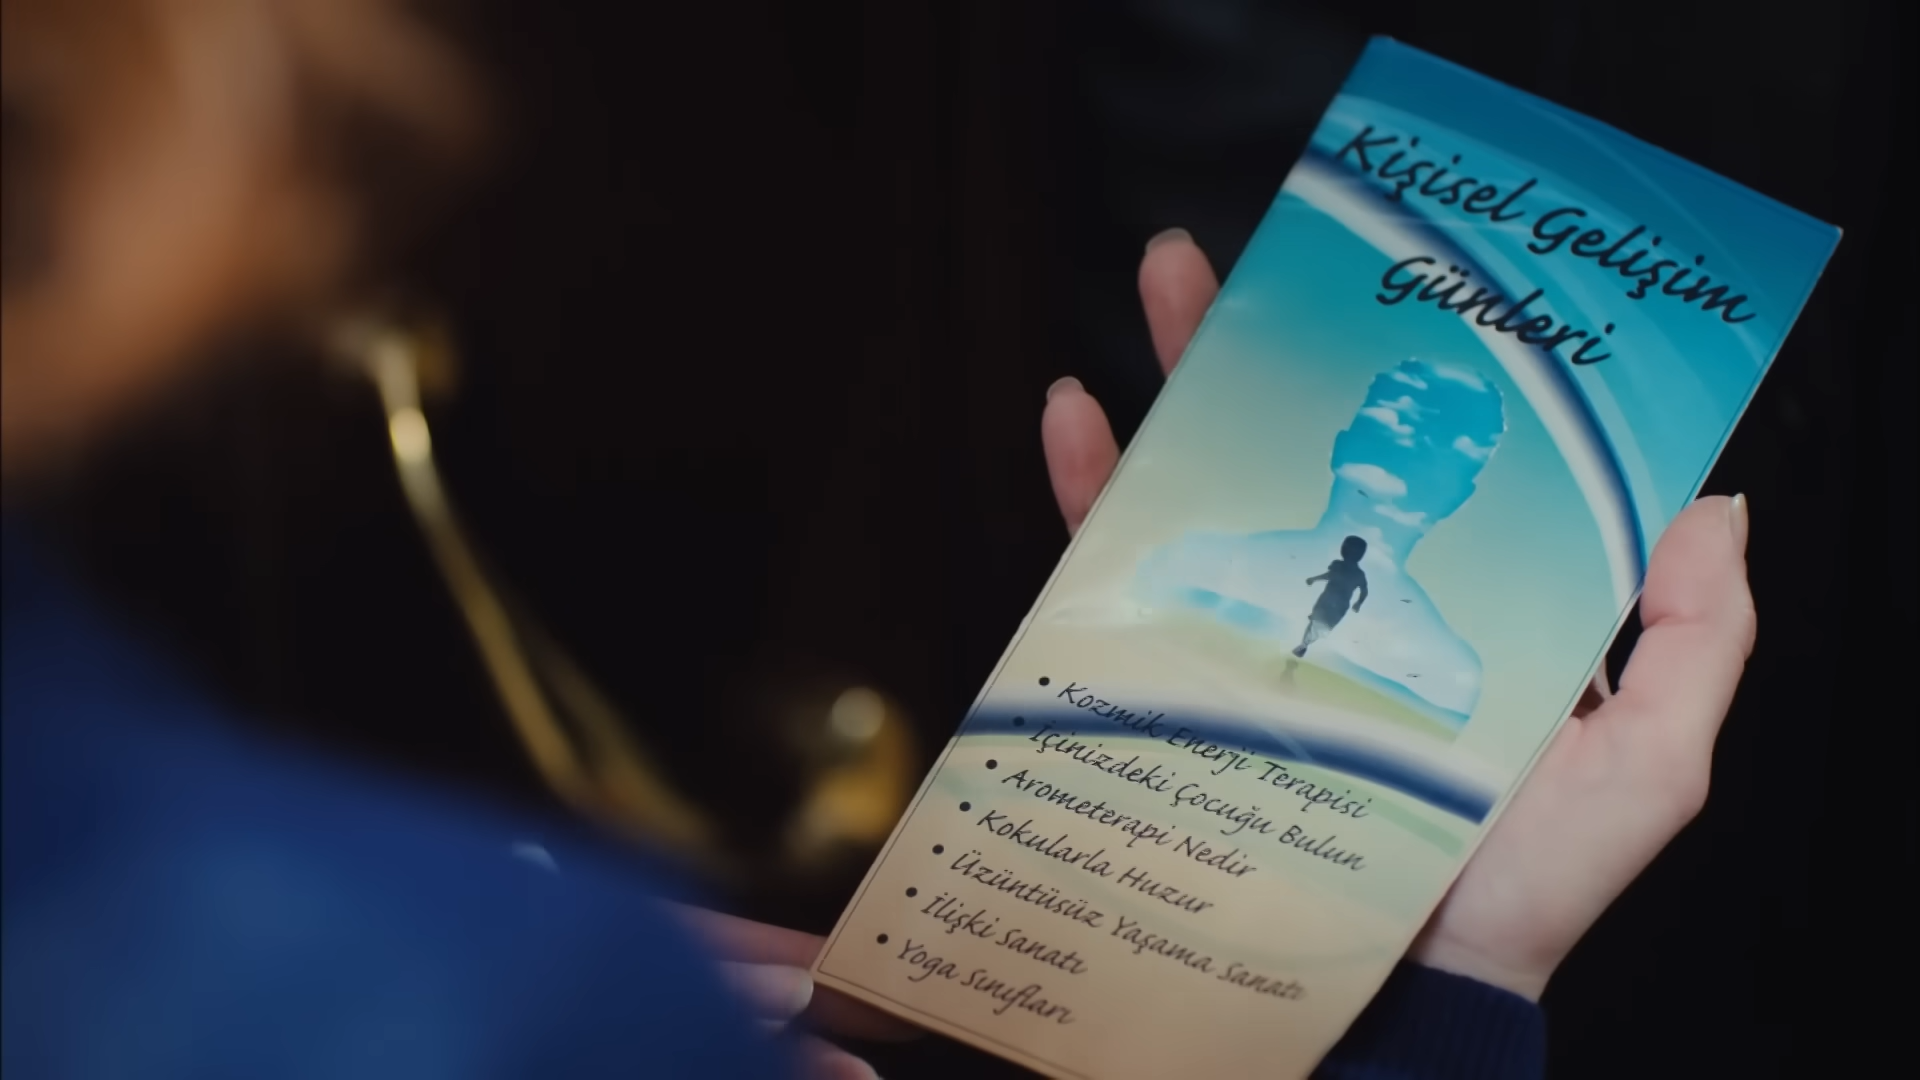 Kişisel Gelişim
Günleri
• Kozmik Enerji Terapisi
• İçinizdeki Çocuğu Bulun
• Arometerapi Nedir
• Kokularla Huzur
• Üzüntüsüz Yaşama Sanatı
• İlişki Sanatı
• Yoga Sınıfları